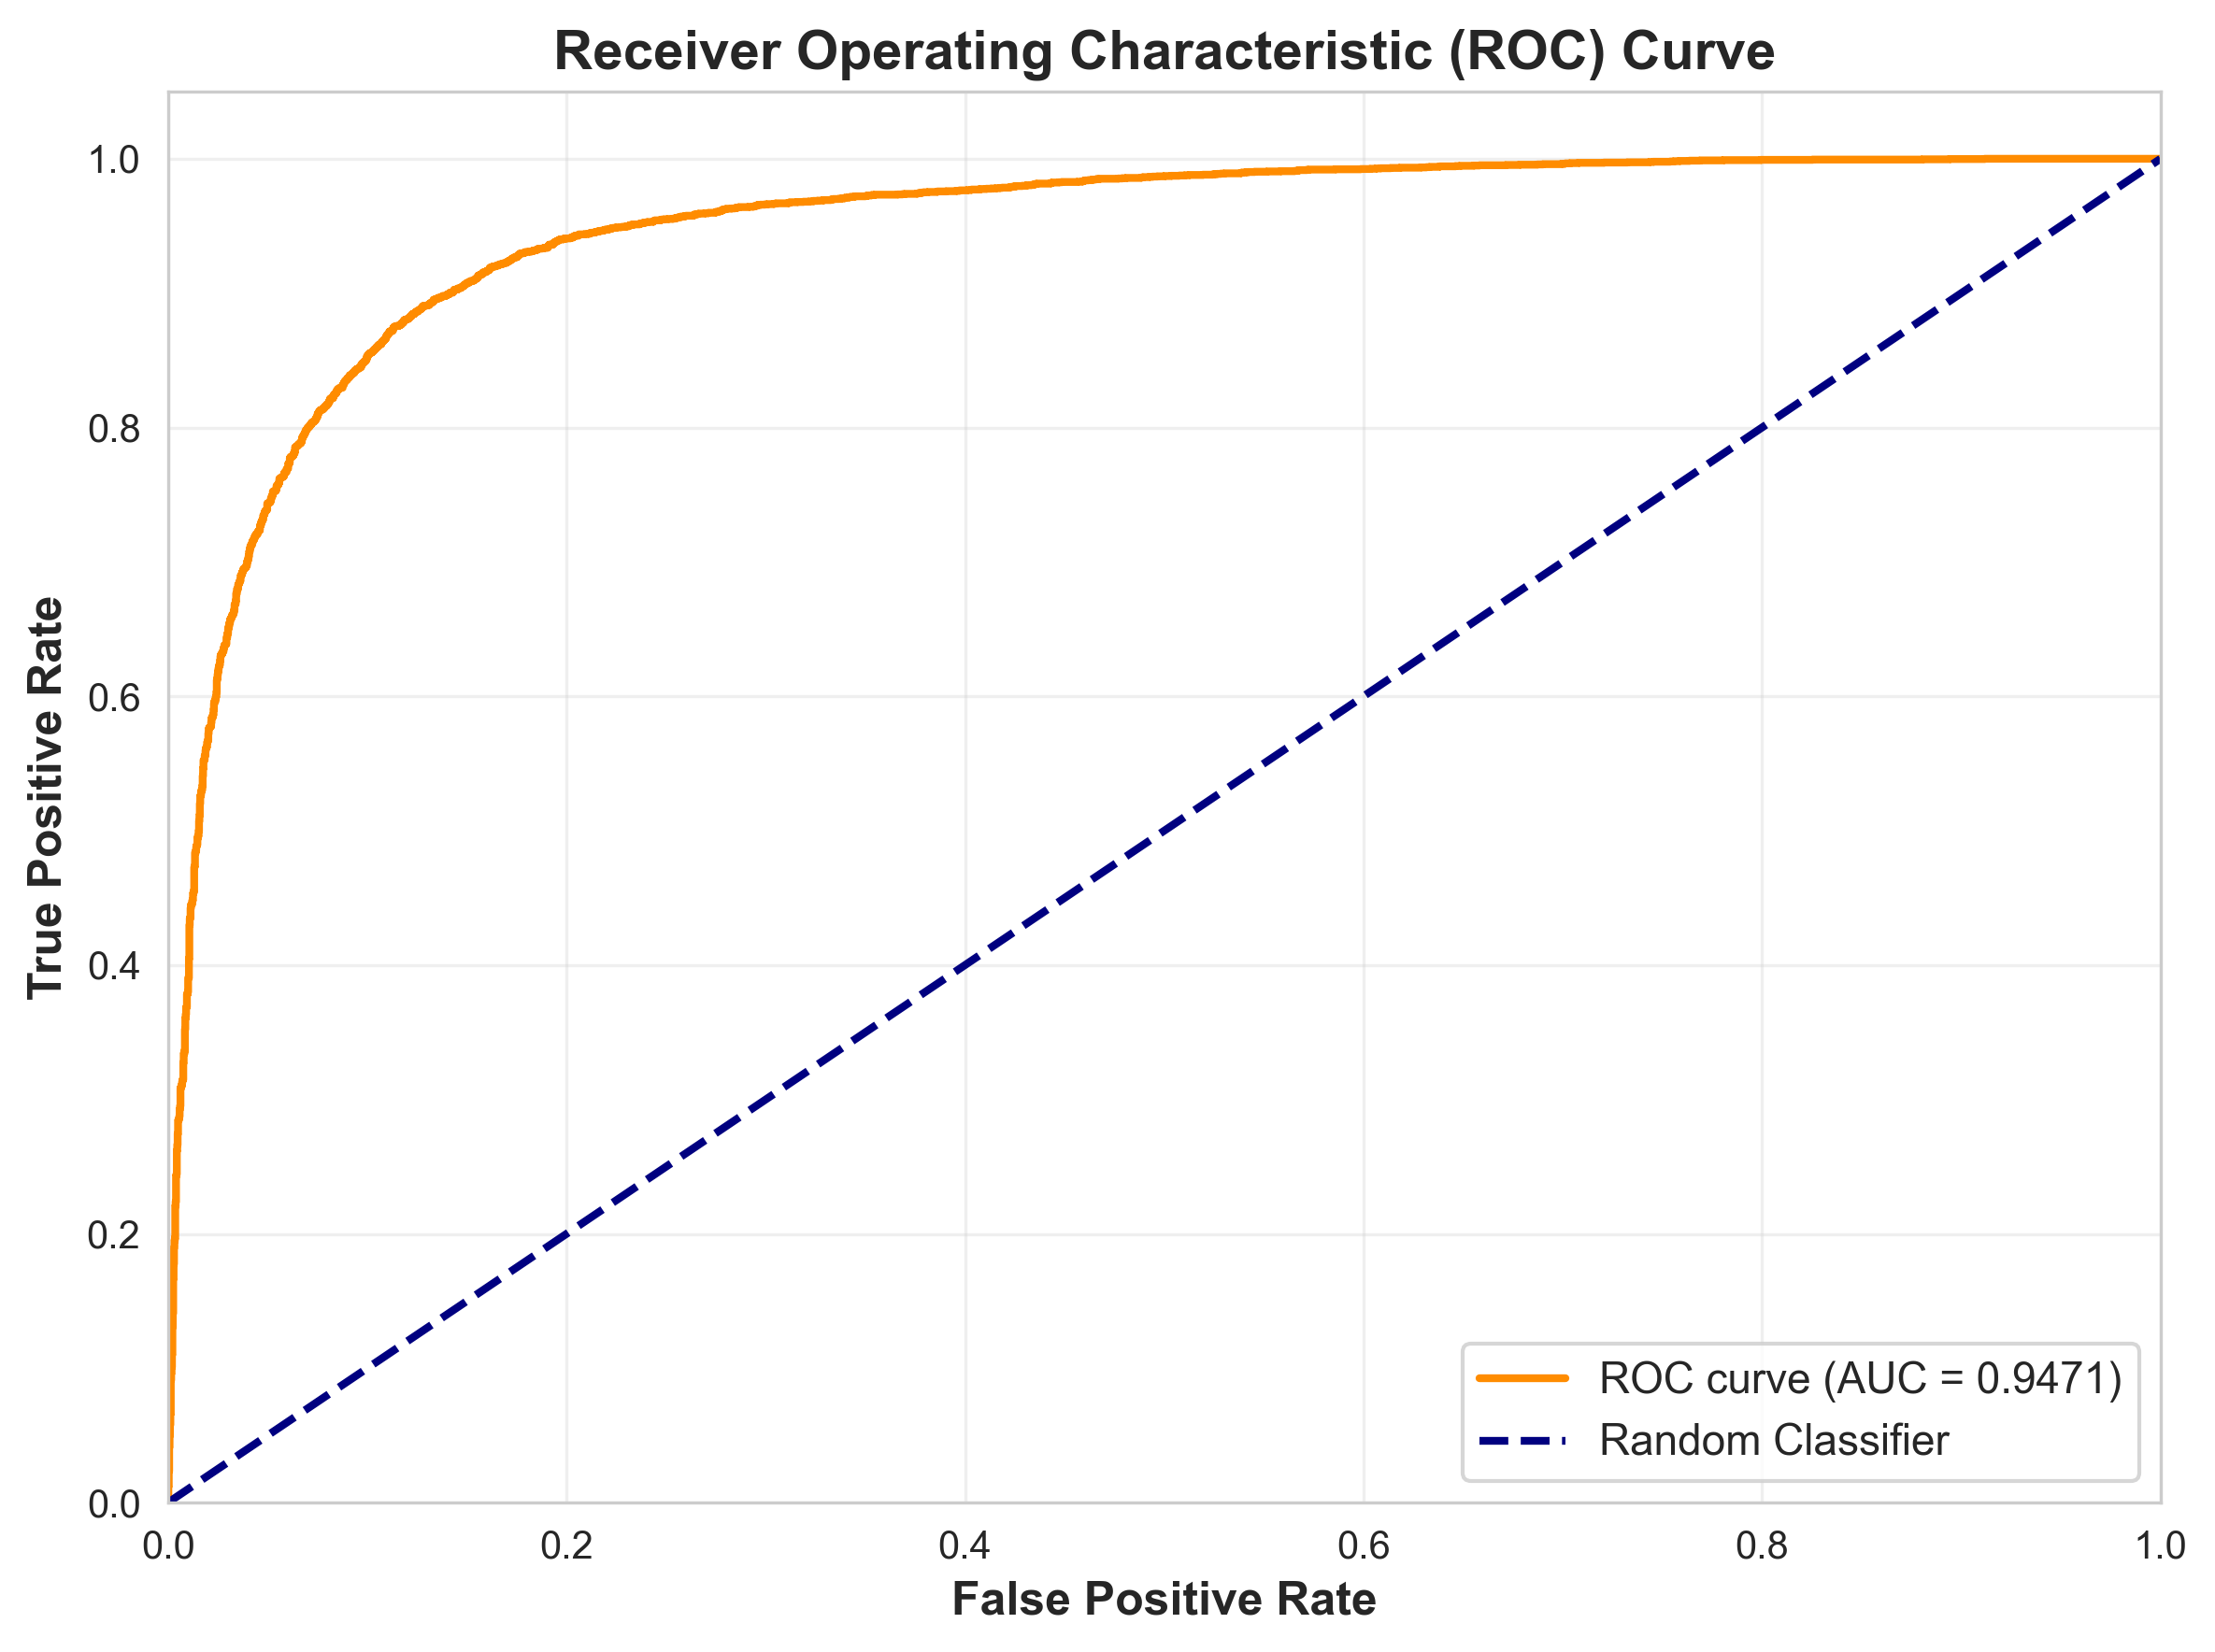 Receiver Operating Characteristic (ROC) Curve
True Positive Rate
1.0
0.8
0.6
0.4
0.2
0.0
0.0 0.2 0.4 0.6 0.8 1.0
False Positive Rate
ROC curve (AUC = 0.9471)
Random Classifier